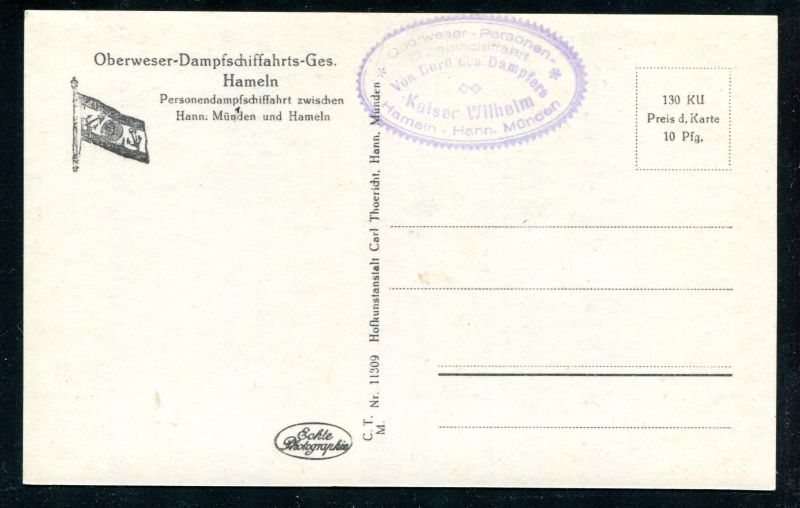 Oberweser-Dampfschiffahrts-Ges.
Hameln
Personendampfschiffahrt zwischen
Hann. Münden und Hameln
* Oberweser-Personen- *
Dampfschiffahrt
Von Bord des Dampfers
Kaiser Wilhelm
Hameln - Hann. Münden
130 KU
Preis d. Karte
10 Pfg.
C. T. M. Nr. 11309 Hofkunstanstalt Carl Thoericht, Hann. Münden
Echte
Photographie